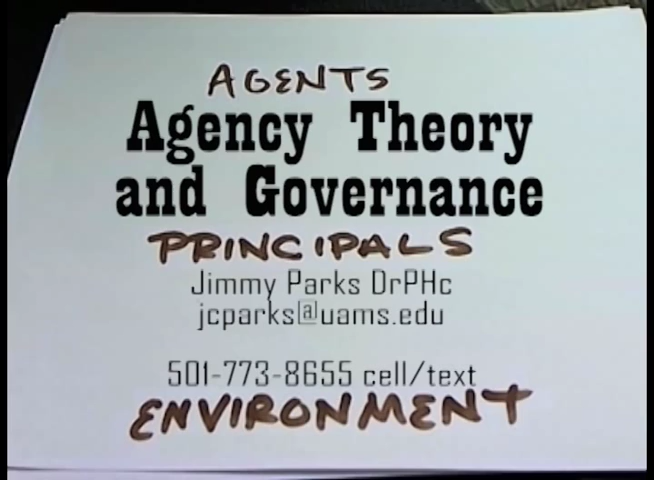 AGENTS
Agency Theory
and Governance
PRINCIPALS
Jimmy Parks DrPHc
jcparks@uams.edu
501-773-8655 cell/text
ENVIRONMENT